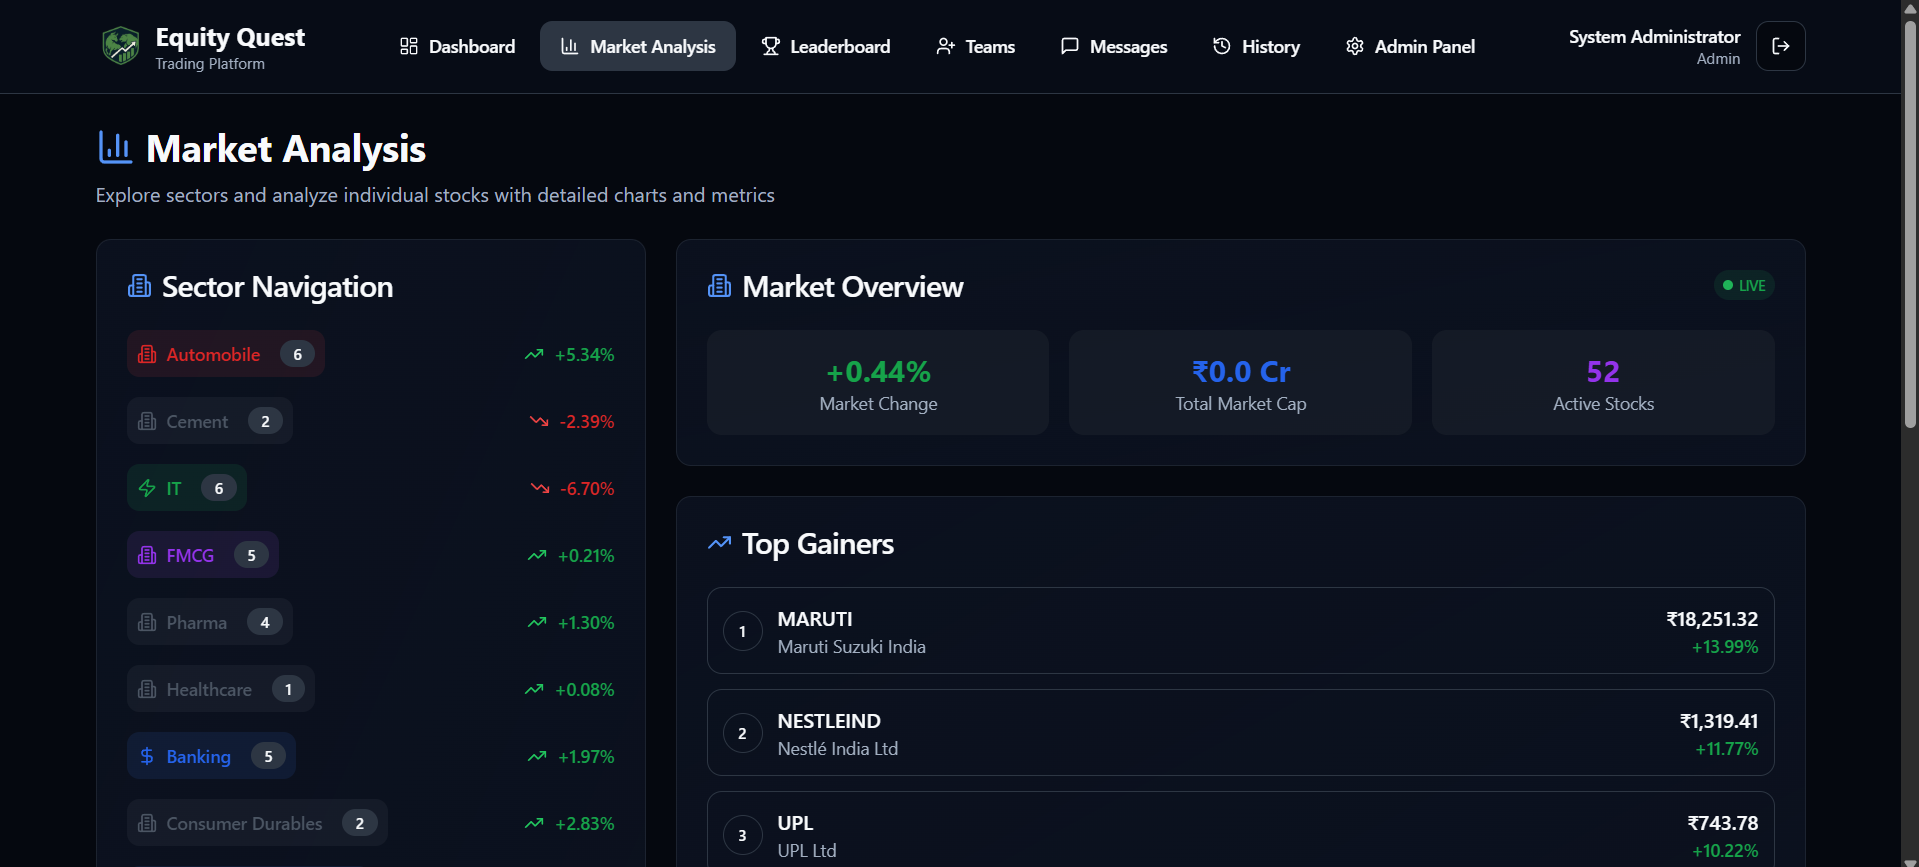 Equity Quest
Trading Platform
Dashboard
Market Analysis
Leaderboard
Teams
Messages
History
Admin Panel
System Administrator
Admin
Market Analysis
Explore sectors and analyze individual stocks with detailed charts and metrics
Sector Navigation
Automobile 6 +5.34%
Cement 2 -2.39%
IT 6 -6.70%
FMCG 5 +0.21%
Pharma 4 +1.30%
Healthcare 1 +0.08%
Banking 5 +1.97%
Consumer Durables 2 +2.83%
Market Overview
LIVE
+0.44%
Market Change
₹0.0 Cr
Total Market Cap
52
Active Stocks
Top Gainers
1
MARUTI
Maruti Suzuki India
₹18,251.32
+13.99%
2
NESTLEIND
Nestlé India Ltd
₹1,319.41
+11.77%
3
UPL
UPL Ltd
₹743.78
+10.22%